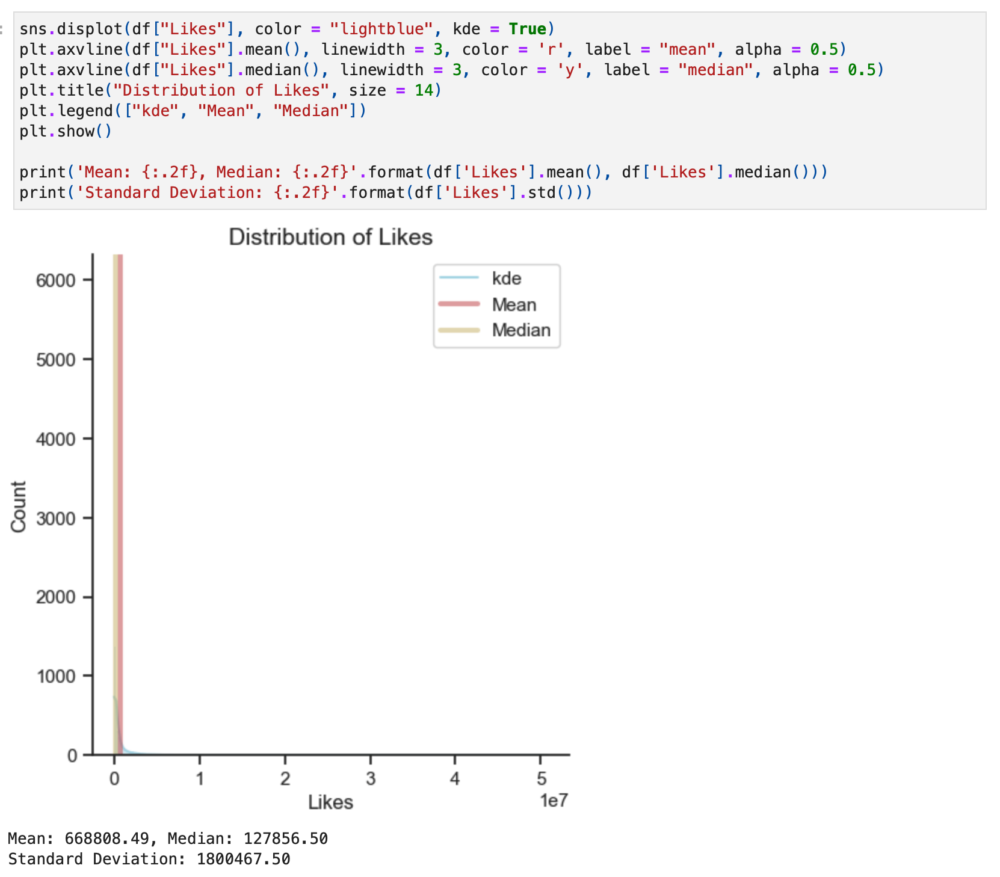 sns.displot(df["Likes"], color = "lightblue", kde = True)
plt.axvline(df["Likes"].mean(), linewidth = 3, color = 'r', label = "mean", alpha = 0.5)
plt.axvline(df["Likes"].median(), linewidth = 3, color = 'y', label = "median", alpha = 0.5)
plt.title("Distribution of Likes", size = 14)
plt.legend(["kde", "Mean", "Median"])
plt.show()
print('Mean: {:.2f}, Median: {:.2f}'.format(df['Likes'].mean(), df['Likes'].median()))
print('Standard Deviation: {:.2f}'.format(df['Likes'].std()))
Distribution of Likes
kde
Mean
Median
6000
5000
4000
3000
2000
1000
0
Count
0 1 2 3 4 5
1e7
Likes
Mean: 668808.49, Median: 127856.50
Standard Deviation: 1800467.50